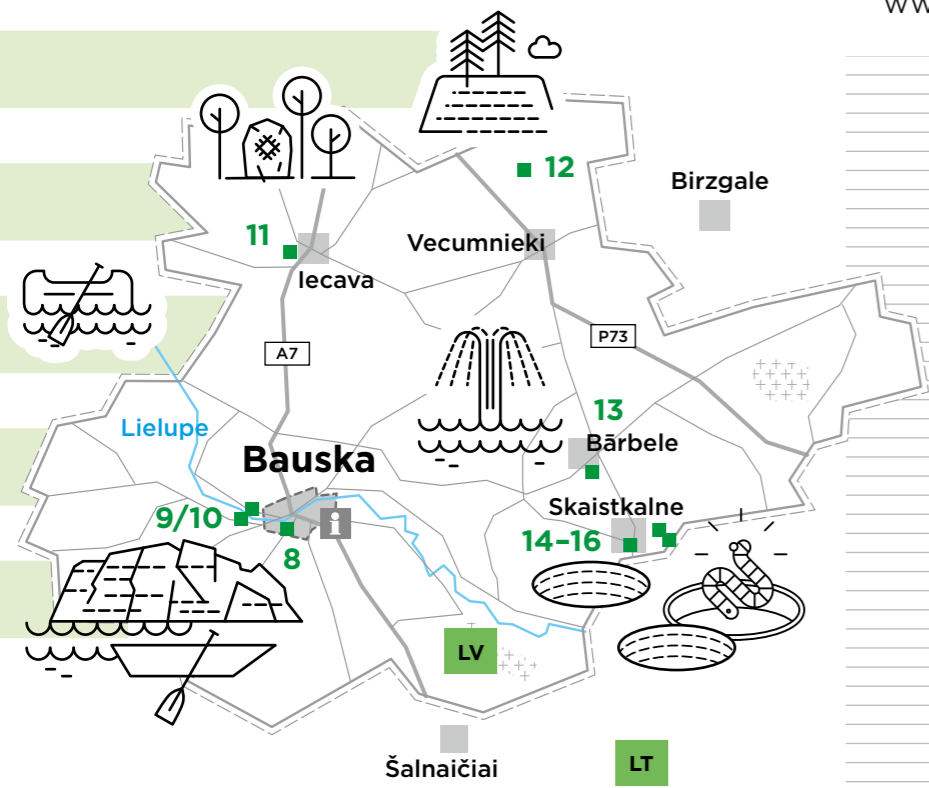 ww
12
Birzgale
11
Vecumnieki
Iecava
P73
A7
13
Lielupe
Bārbele
Bauska
Skaistkalne
9/10
i
14-16
8
LV
LT
Šalnaičiai